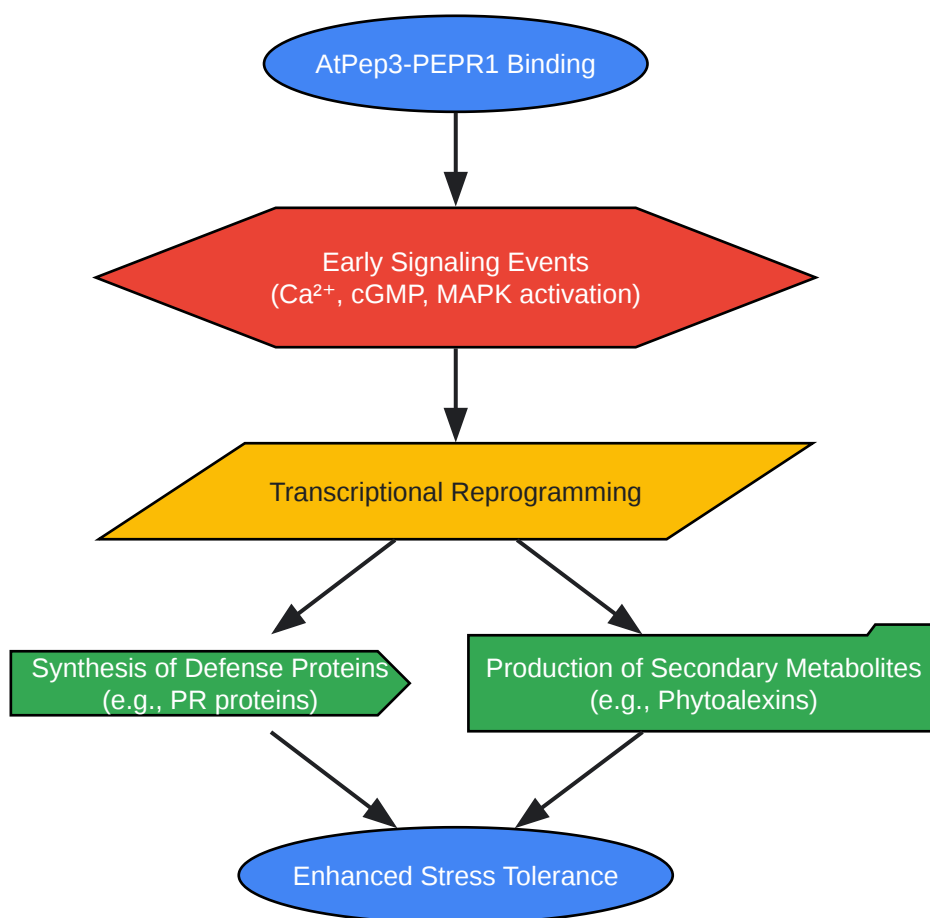 AtPep3-PEPR1 Binding
Early Signaling Events
(Ca²⁺, cGMP, MAPK activation)
Transcriptional Reprogramming
Synthesis of Defense Proteins
(e.g., PR proteins)
Production of Secondary Metabolites
(e.g., Phytoalexins)
Enhanced Stress Tolerance